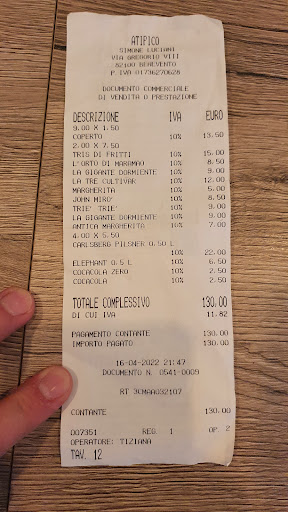 ATIPICO
SIMONE LUCIANI
VIA GREGORIO VIII
82100 BENEVENTO
P.IVA 01736270628
DOCUMENTO COMMERCIALE
DI VENDITA O PRESTAZIONE
DESCRIZIONE IVA EURO
9.00 X 1.50
COPERTO 10% 13.50
2.00 X 7.50
TRIS DI FRITTI 10% 15.00
L'ORTO DI MARAMAO 10% 8.50
LA GIGANTE DORMIENTE 10% 9.00
LA TRE CULTIVAR 10% 12.00
MARGHERITA 10% 5.00
JOHN MIRO' 10% 8.50
TRIE' TRIE' 10% 9.00
LA GIGANTE DORMIENTE 10% 9.00
ANTICA MARGHERITA 10% 7.00
4.00 X 5.50
CARLSBERG PILSNER 0.50 L
10% 22.00
ELEPHANT 0.5 L 10% 6.50
COCACOLA ZERO 10% 2.50
COCACOLA 10% 2.50
TOTALE COMPLESSIVO 130.00
DI CUI IVA 11.82
PAGAMENTO CONTANTE 130.00
IMPORTO PAGATO 130.00
16-04-2022 21:47
DOCUMENTO N. 0541-0009
RT 3CMAA032107
CONTANTE 130.00
007351 REG. 1 OP. 2
OPERATORE: TIZIANA
TAV. 12